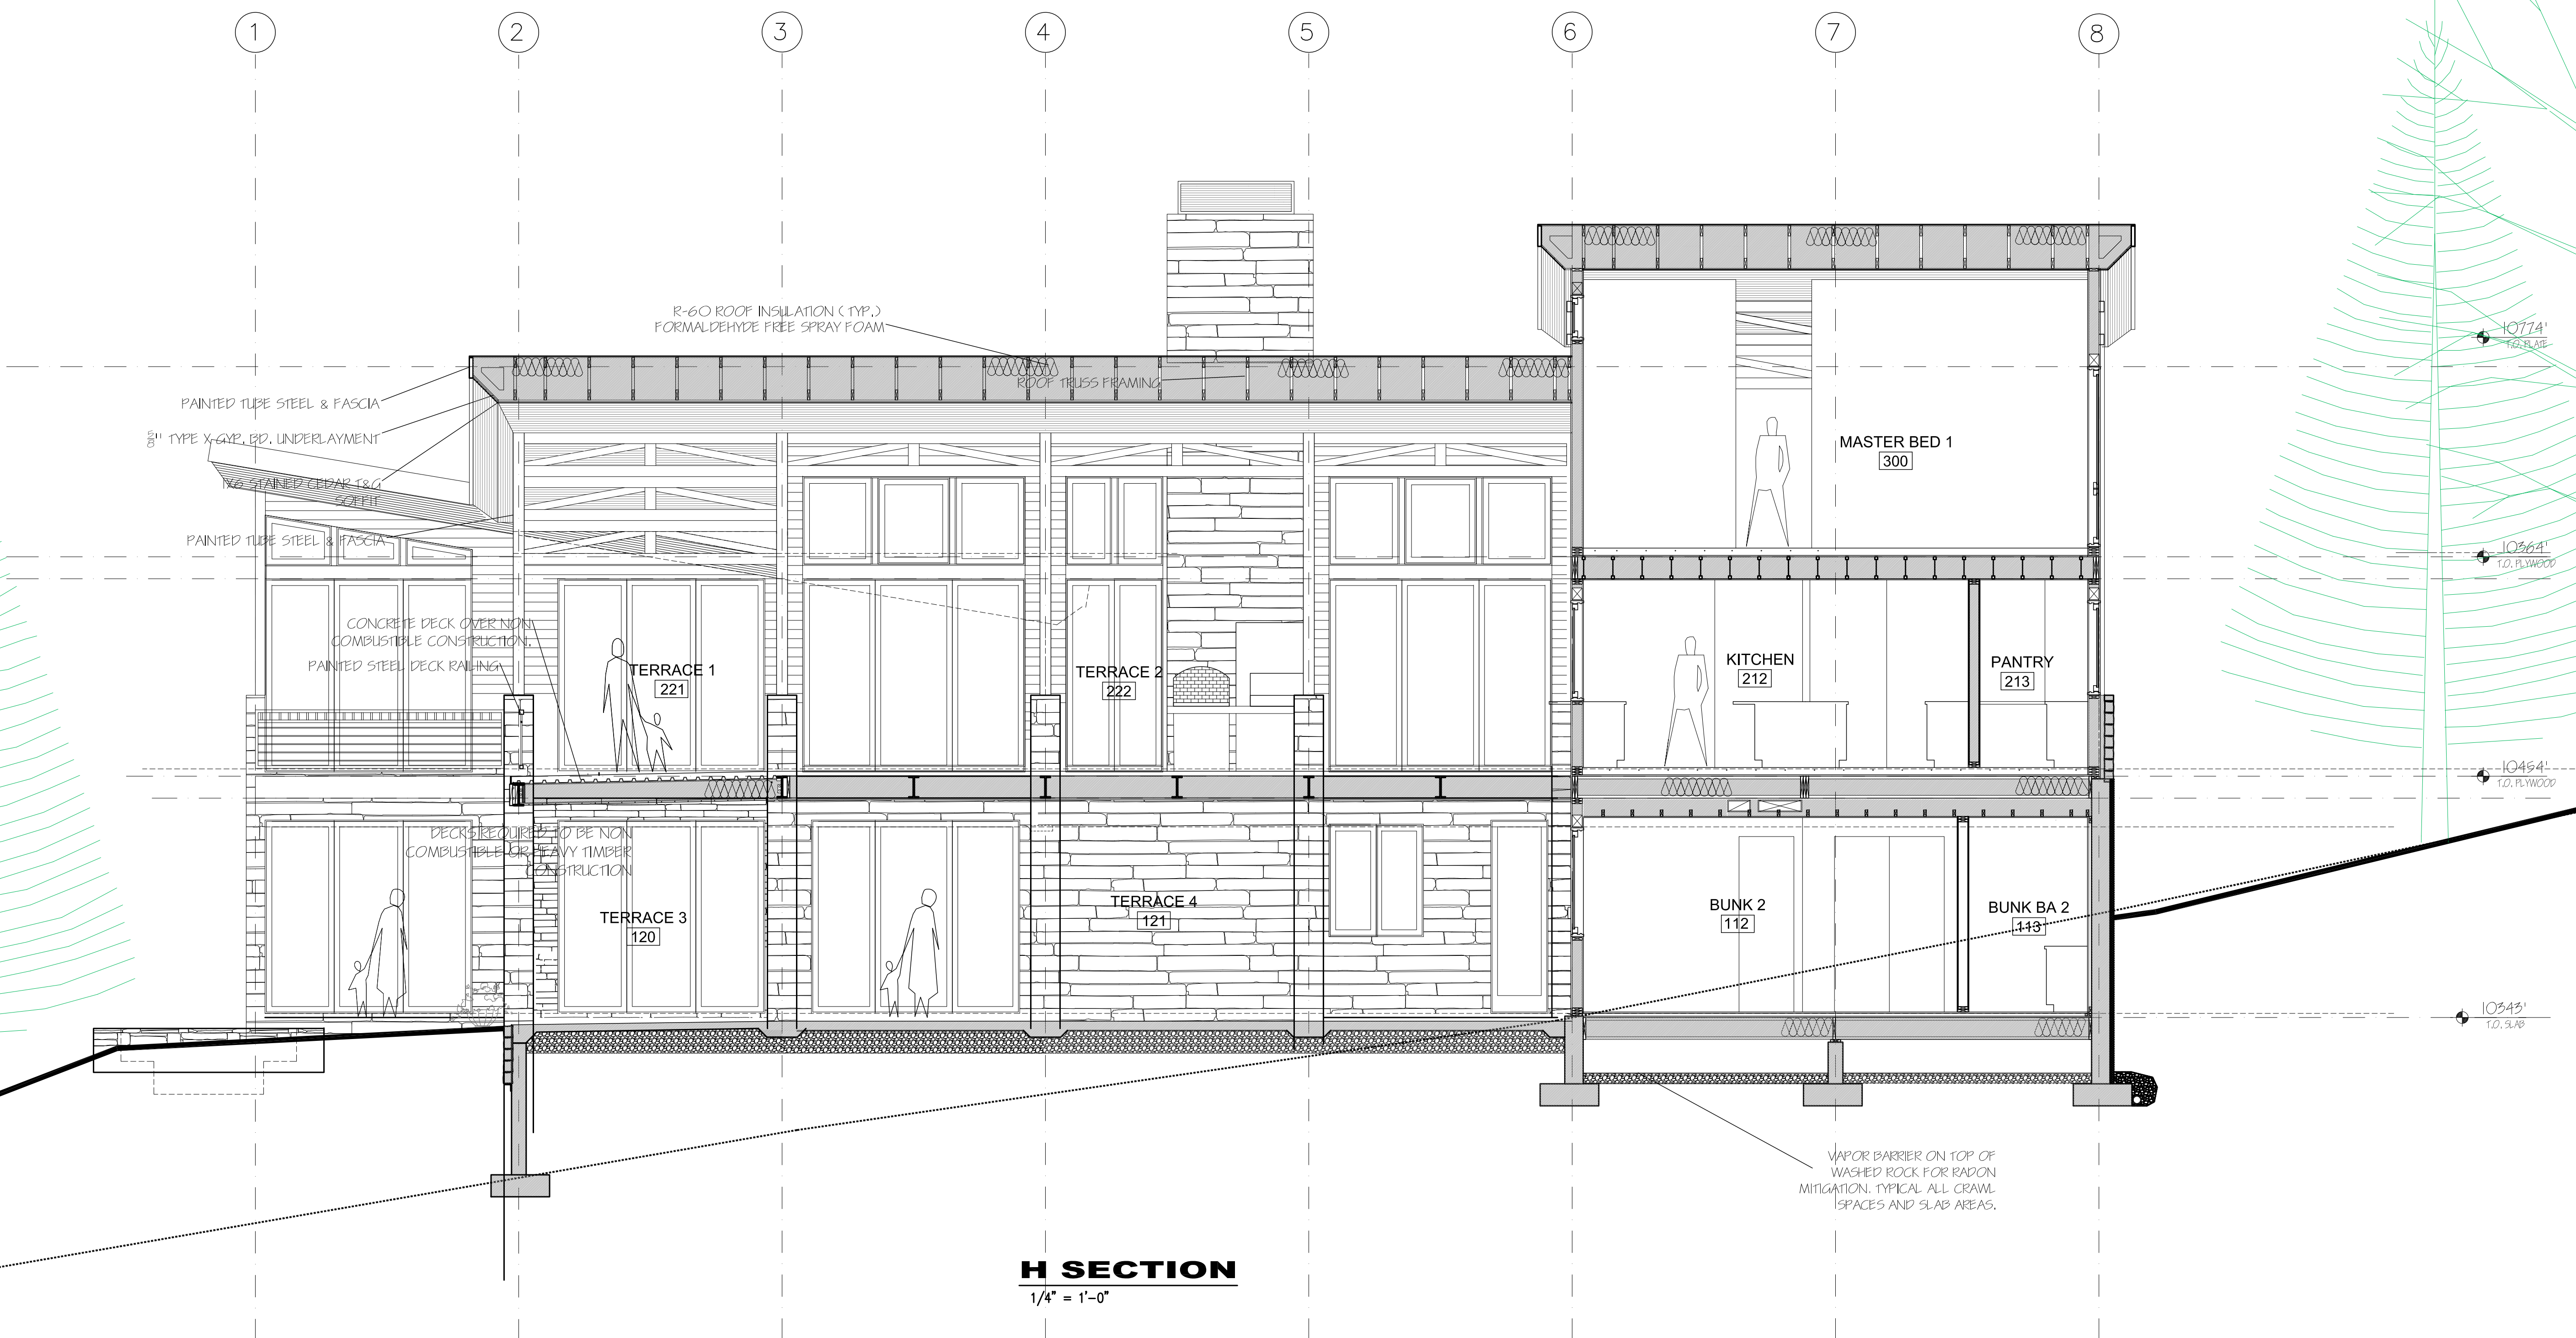 1 2 3 4 5 6 7 8
R-60 ROOF INSULATION (TYP.)
FORMALDEHYDE FREE SPRAY FOAM
10774'
T.O. PLATE
ROOF TRUSS FRAMING
PAINTED TUBE STEEL & FASCIA
5/8" TYPE X GYP. BD. UNDERLAYMENT
MASTER BED 1
300
1X6 STAINED CEDAR T&G
SOFFIT
PAINTED TUBE STEEL & FASCIA
10364'
T.O. PLYWOOD
CONCRETE DECK OVER NON
COMBUSTIBLE CONSTRUCTION.
PAINTED STEEL DECK RAILING
TERRACE 1
221
TERRACE 2
222
KITCHEN
212
PANTRY
213
10454'
T.O. PLYWOOD
DECKS REQUIRED TO BE NON
COMBUSTIBLE OR HEAVY TIMBER
CONSTRUCTION
TERRACE 3
120
TERRACE 4
121
BUNK 2
112
BUNK BA 2
113
10343'
T.O. SLAB
VAPOR BARRIER ON TOP OF
WASHED ROCK FOR RADON
MITIGATION. TYPICAL ALL CRAWL
SPACES AND SLAB AREAS.
H SECTION
1/4" = 1'-0"